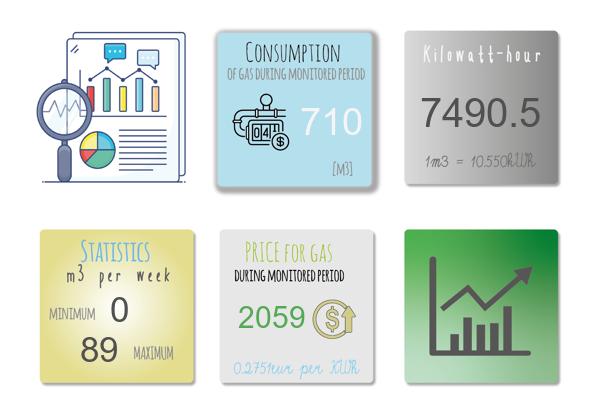 Consumption
OF GAS DURING MONITORED PERIOD
041
$
710
[m3]
Kilowatt-hour
7490.5
1m3 = 10.550kWh
Statistics
m3 per week
MINIMUM 0
89 MAXIMUM
PRICE FOR GAS
DURING MONITORED PERIOD
2059
$
0.275eur per kWh